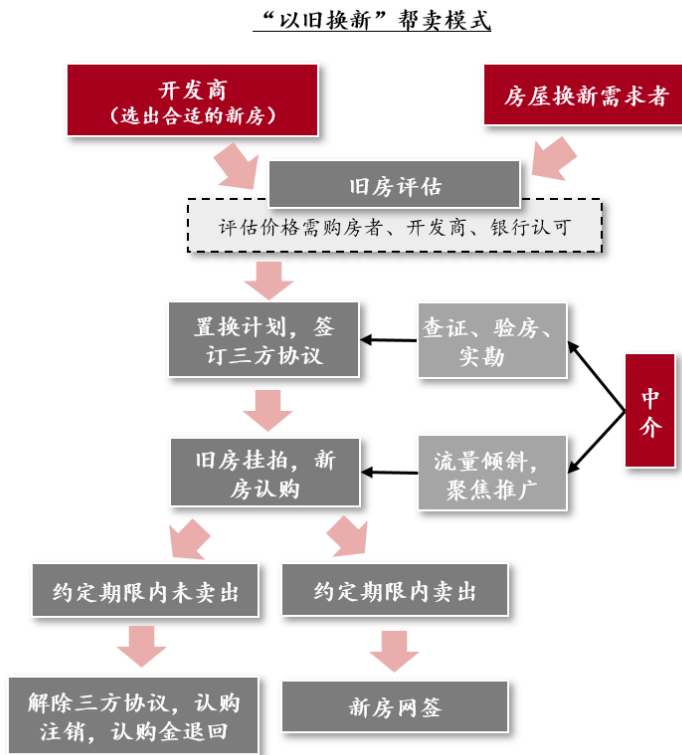 “以旧换新”帮卖模式
开发商
（选出合适的新房）
房屋换新需求者
旧房评估
评估价格需购房者、开发商、银行认可
置换计划，签
订三方协议
查证、验房、
实勘
中
介
旧房挂拍，新
房认购
流量倾斜，
聚焦推广
约定期限内未卖出
约定期限内卖出
解除三方协议，认购
注销，认购金退回
新房网签